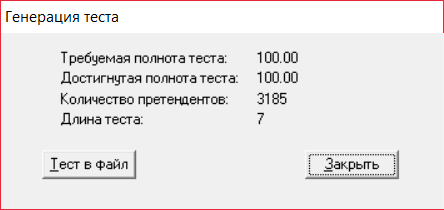 Генерация теста
Требуемая полнота теста: 100.00
Достигнутая полнота теста: 100.00
Количество претендентов: 3185
Длина теста: 7
Тест в файл Закрыть